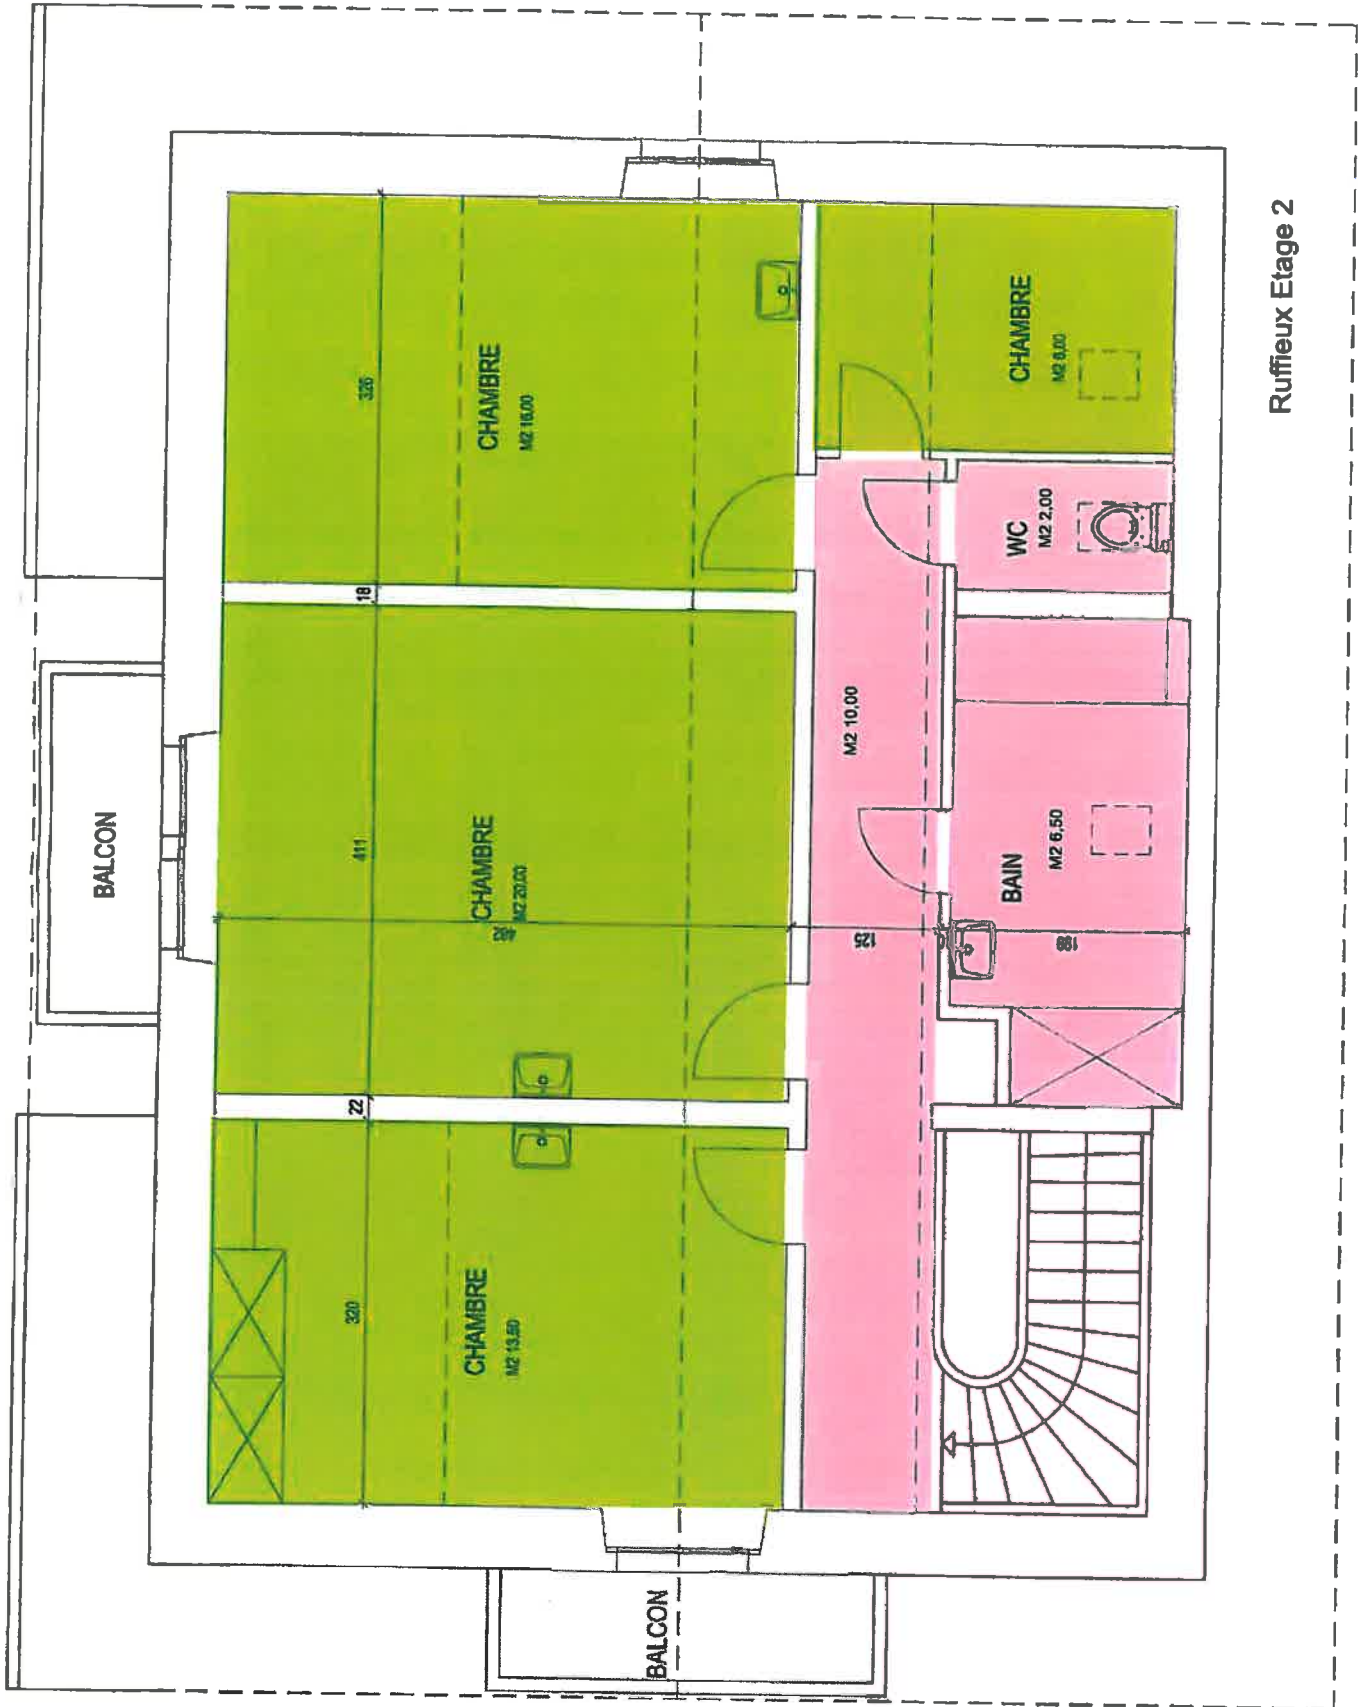 BALCON
BALCON
CHAMBRE
M2 13,50
320
22
CHAMBRE
M2 20,00
411
482
18
CHAMBRE
M2 16,00
326
M2 10,00
125
BAIN
M2 6,50
WC
M2 2,00
CHAMBRE
M2 6,00
Ruffieux Etage 2